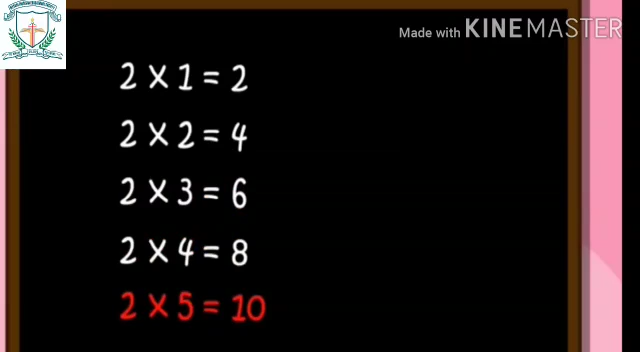 Made with KINEMASTER
2 × 1 = 2
2 × 2 = 4
2 × 3 = 6
2 × 4 = 8
2 × 5 = 10